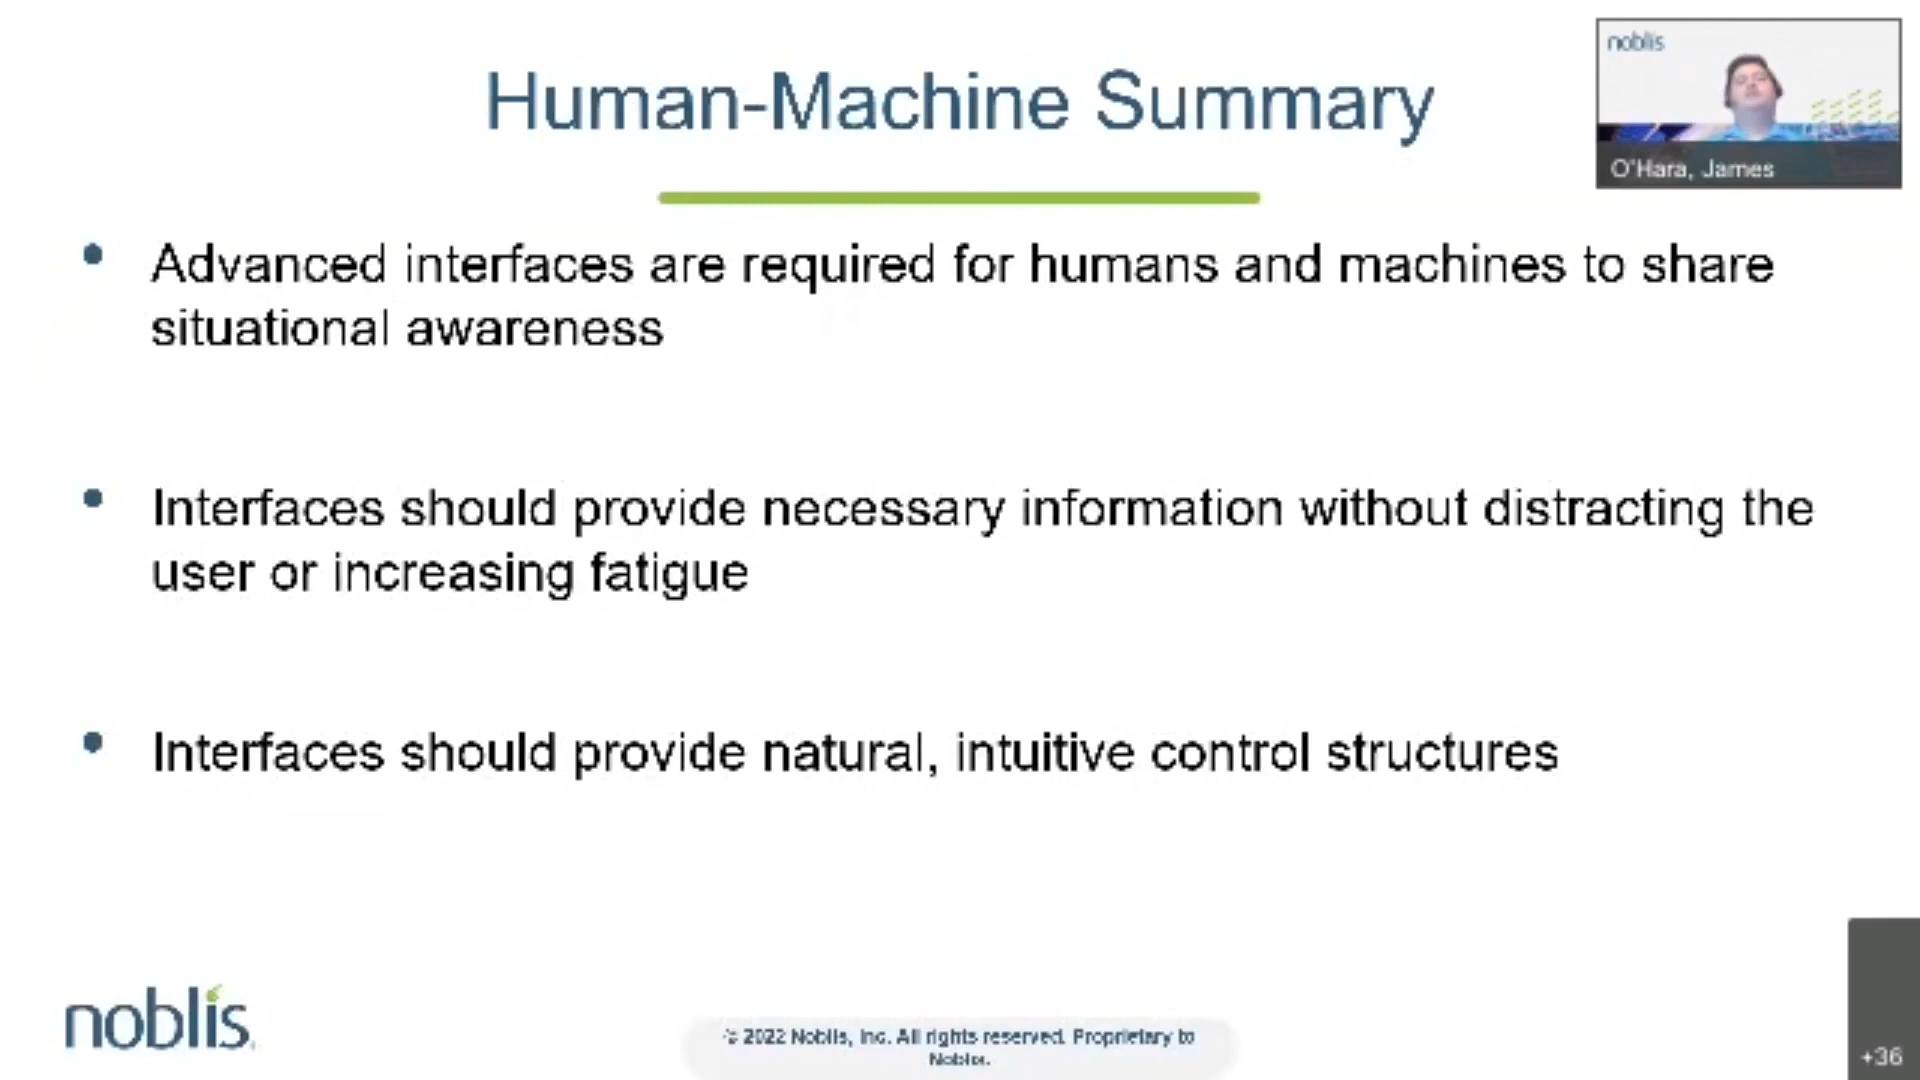 Human-Machine Summary
noblis
O'Hara, James
• Advanced interfaces are required for humans and machines to share
situational awareness
• Interfaces should provide necessary information without distracting the
user or increasing fatigue
• Interfaces should provide natural, intuitive control structures
noblis
© 2022 Noblis, Inc. All rights reserved. Proprietary to
Noblis.
+36